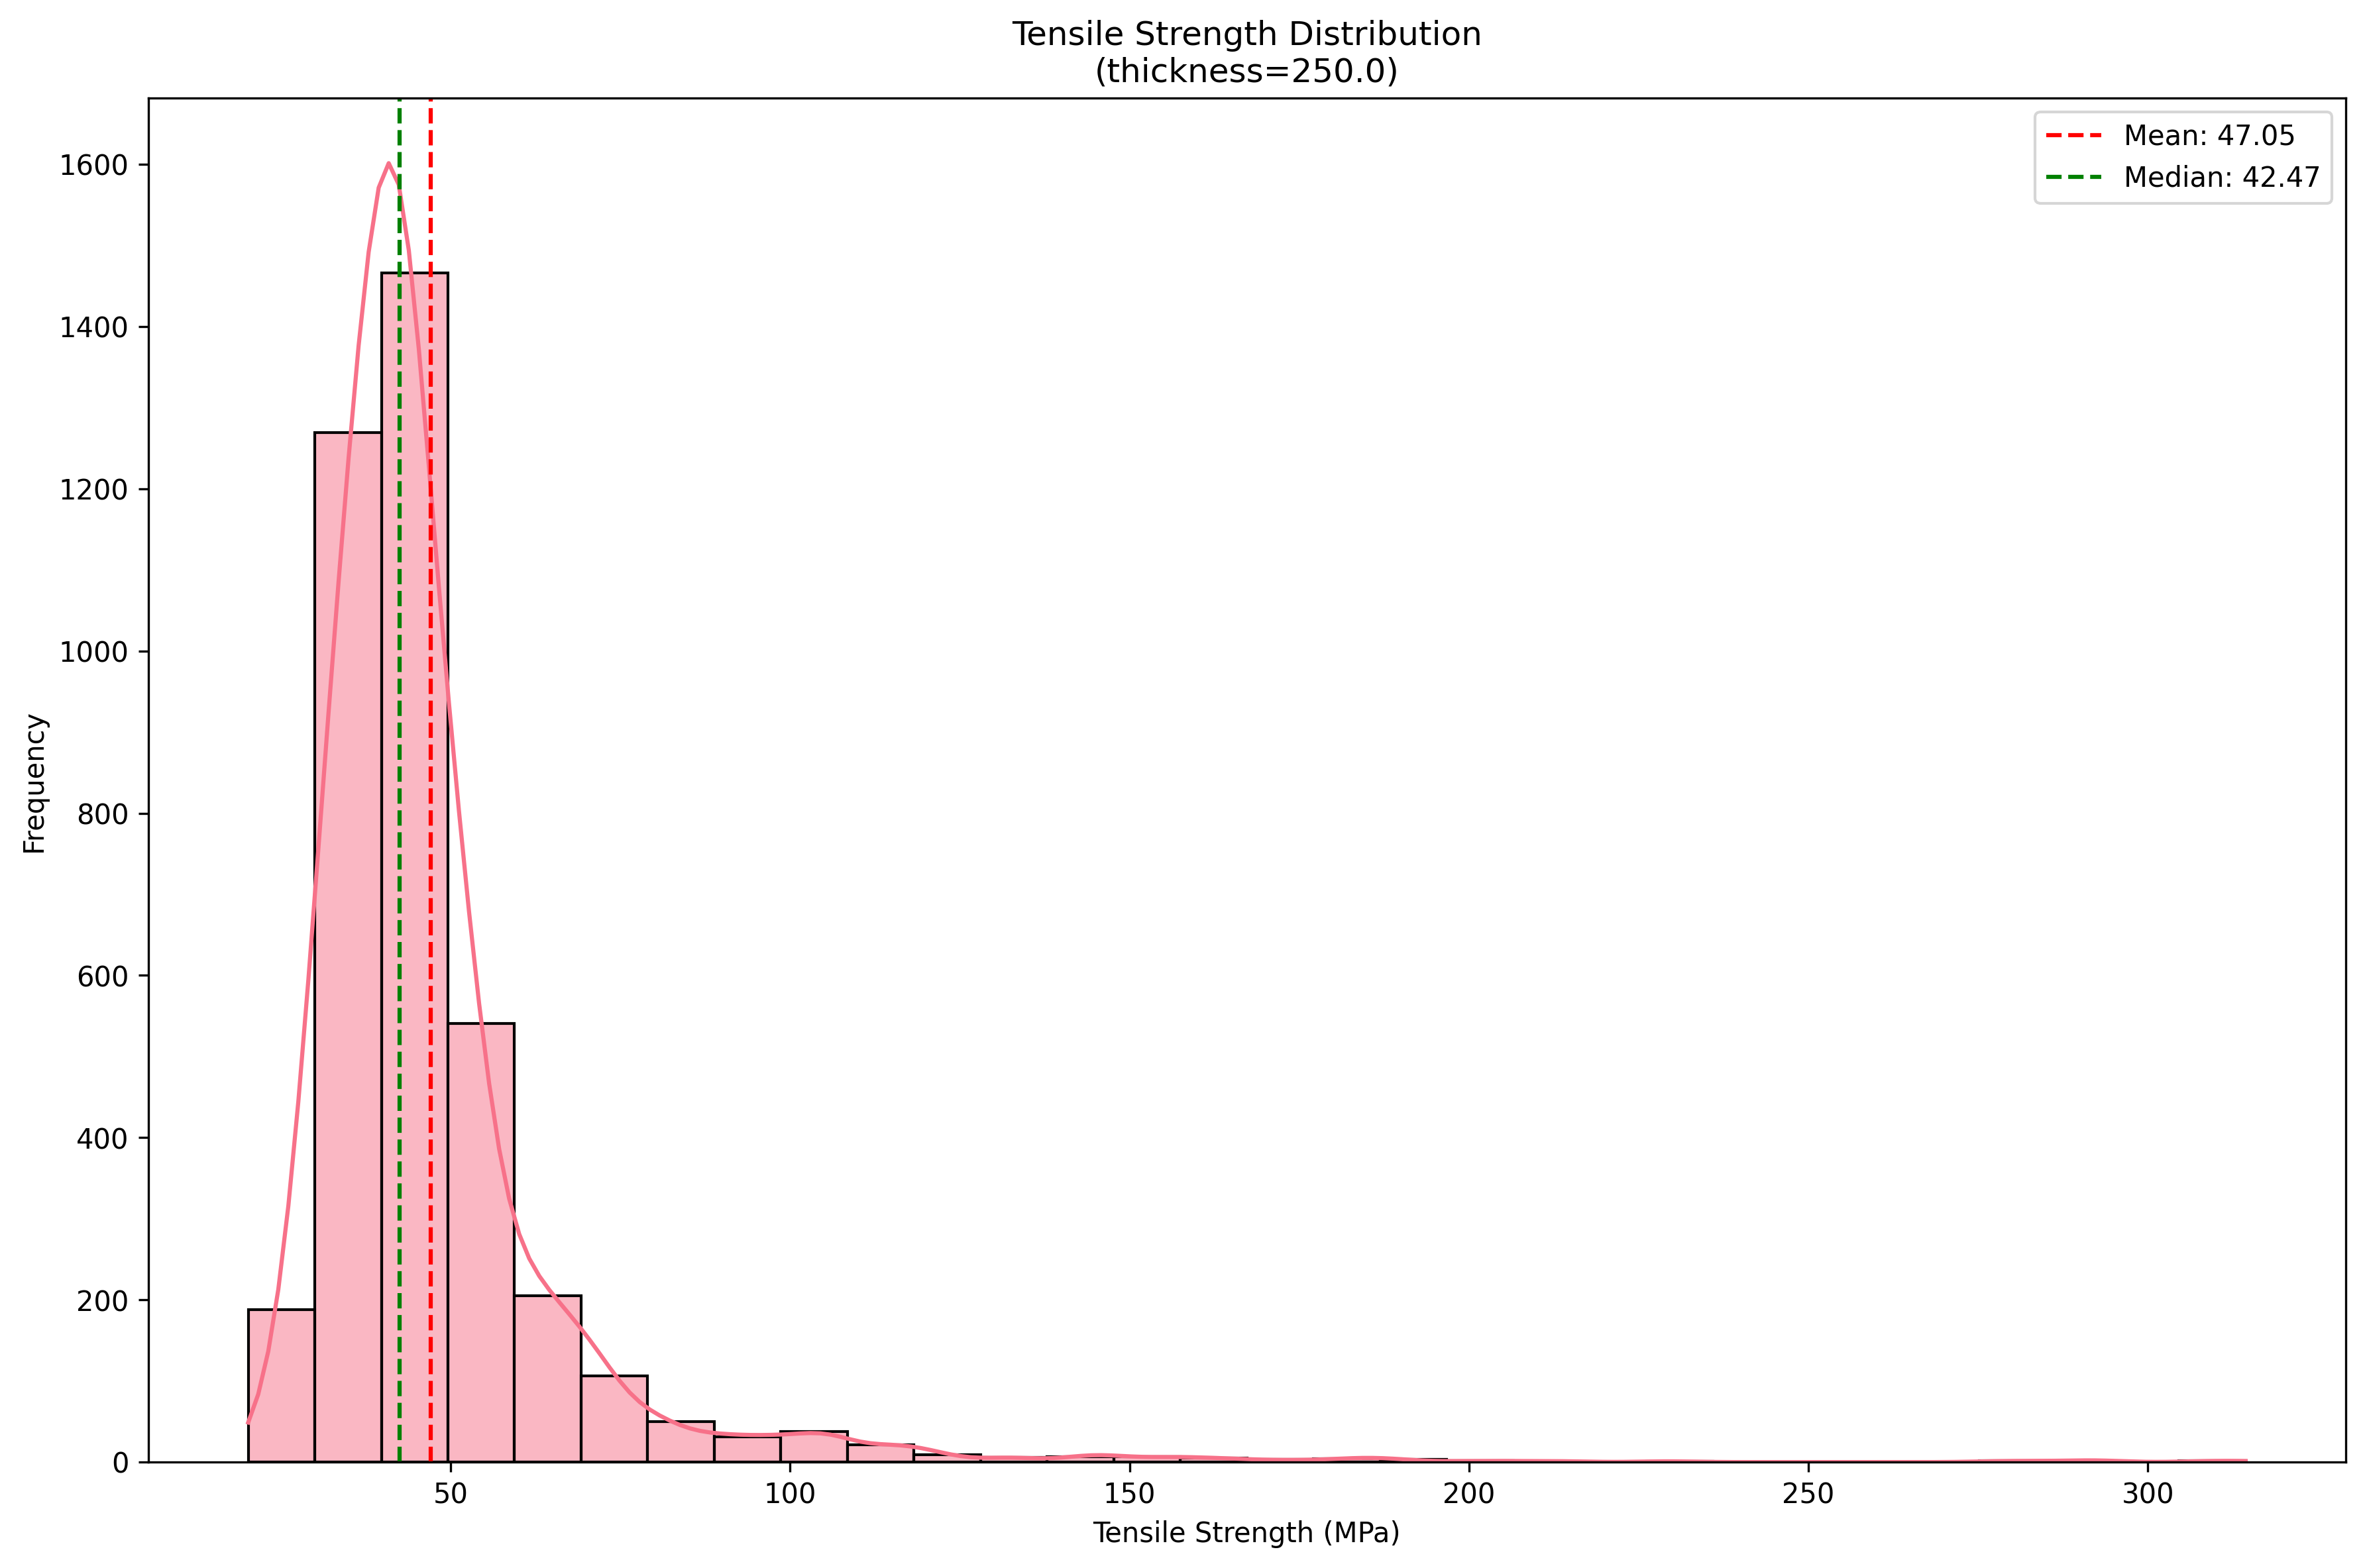 Tensile Strength Distribution
(thickness=250.0)
Mean: 47.05
Median: 42.47
1600
1400
1200
1000
800
600
400
200
0
Frequency
50 100 150 200 250 300
Tensile Strength (MPa)